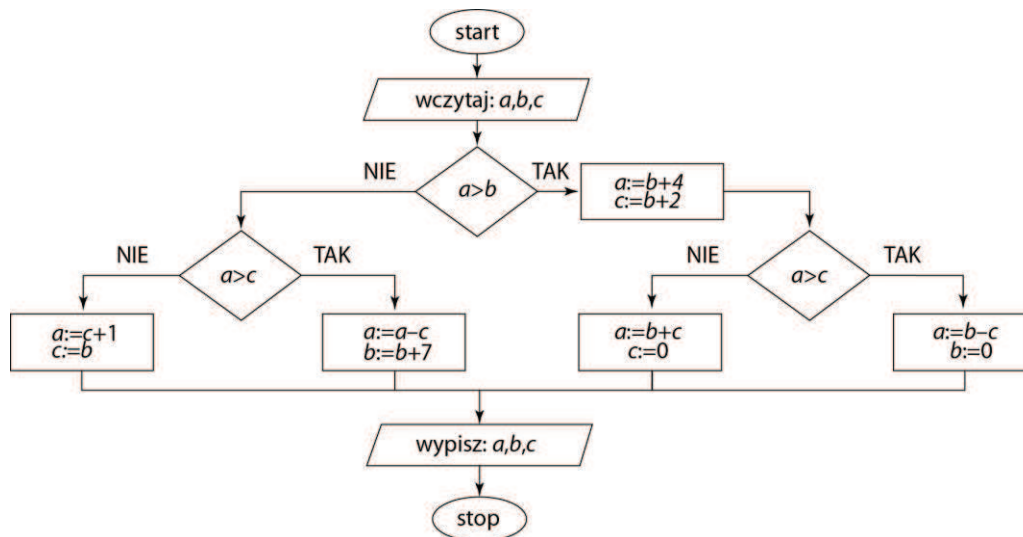 start
wczytaj: a,b,c
NIE
a>b
TAK
a:=b+4
c:=b+2
NIE
a>c
TAK
NIE
a>c
TAK
a:=c+1
c:=b
a:=a–c
b:=b+7
a:=b+c
c:=0
a:=b–c
b:=0
wypisz: a,b,c
stop